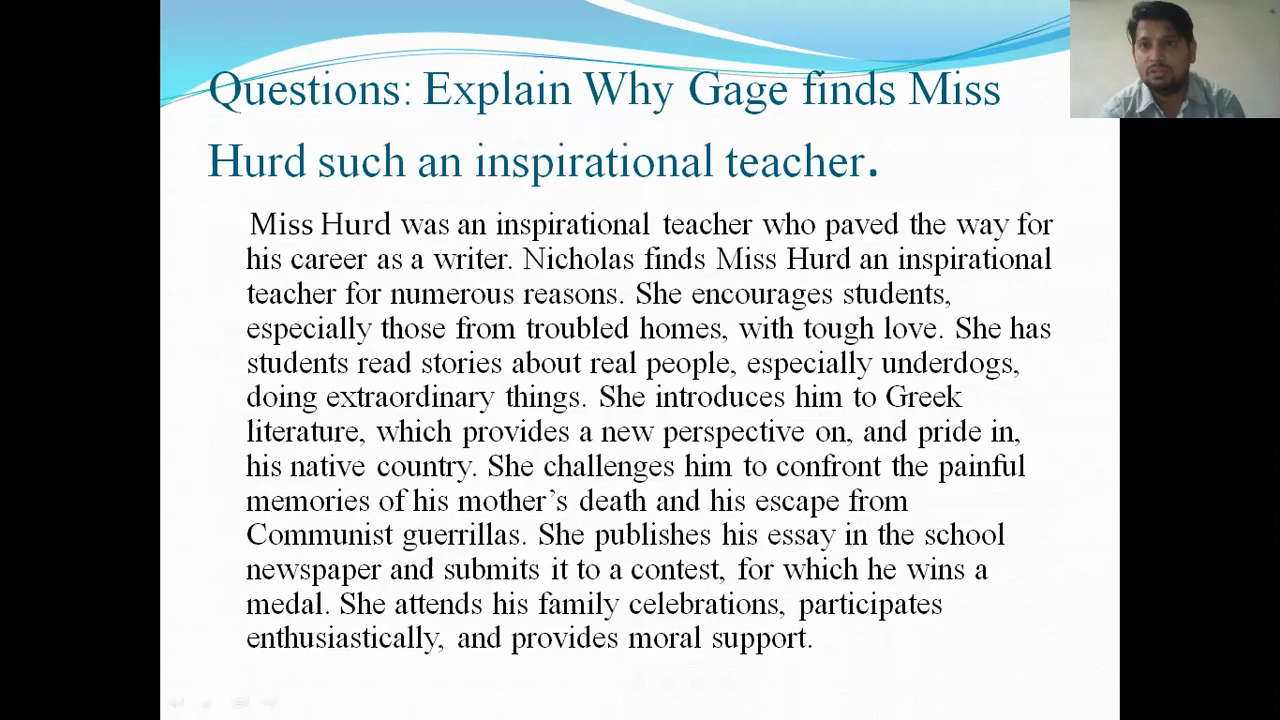 Questions: Explain Why Gage finds Miss
Hurd such an inspirational teacher.
Miss Hurd was an inspirational teacher who paved the way for
his career as a writer. Nicholas finds Miss Hurd an inspirational
teacher for numerous reasons. She encourages students,
especially those from troubled homes, with tough love. She has
students read stories about real people, especially underdogs,
doing extraordinary things. She introduces him to Greek
literature, which provides a new perspective on, and pride in,
his native country. She challenges him to confront the painful
memories of his mother’s death and his escape from
Communist guerrillas. She publishes his essay in the school
newspaper and submits it to a contest, for which he wins a
medal. She attends his family celebrations, participates
enthusiastically, and provides moral support.